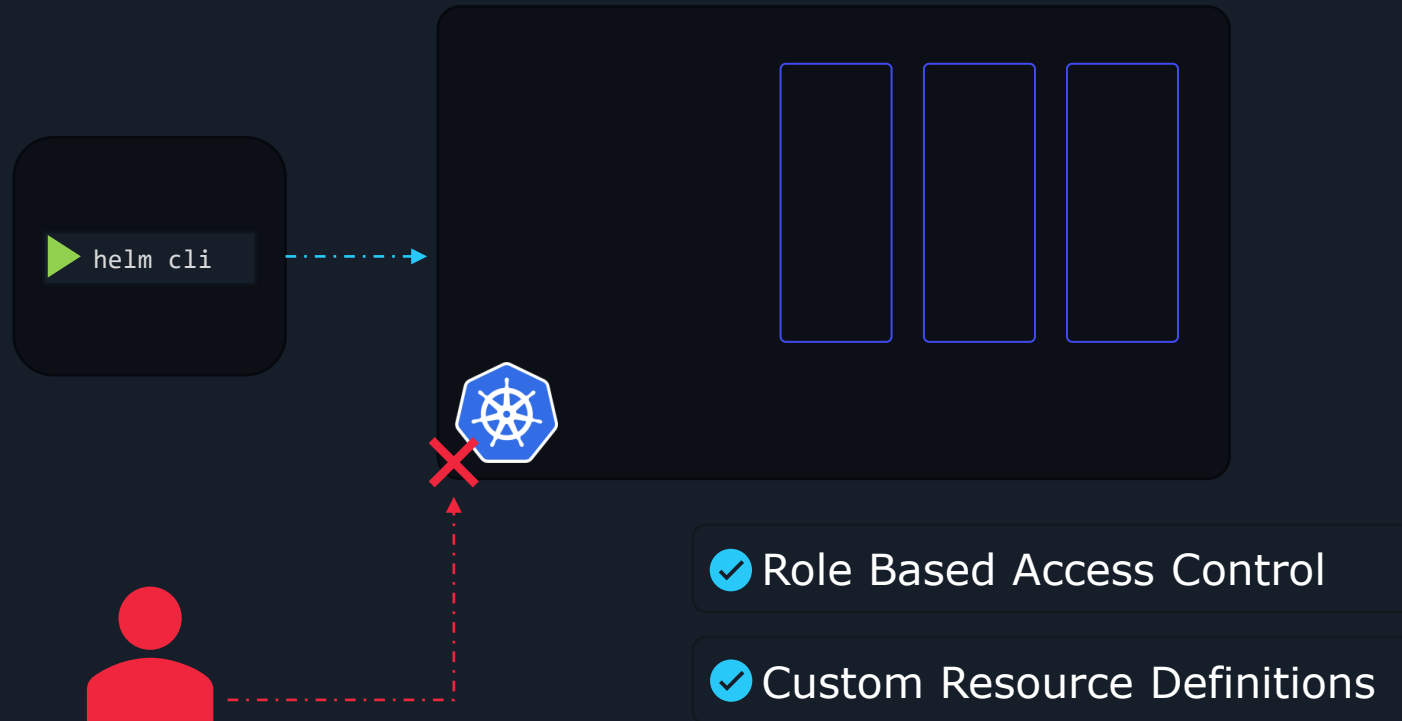 helm cli
Role Based Access Control
Custom Resource Definitions